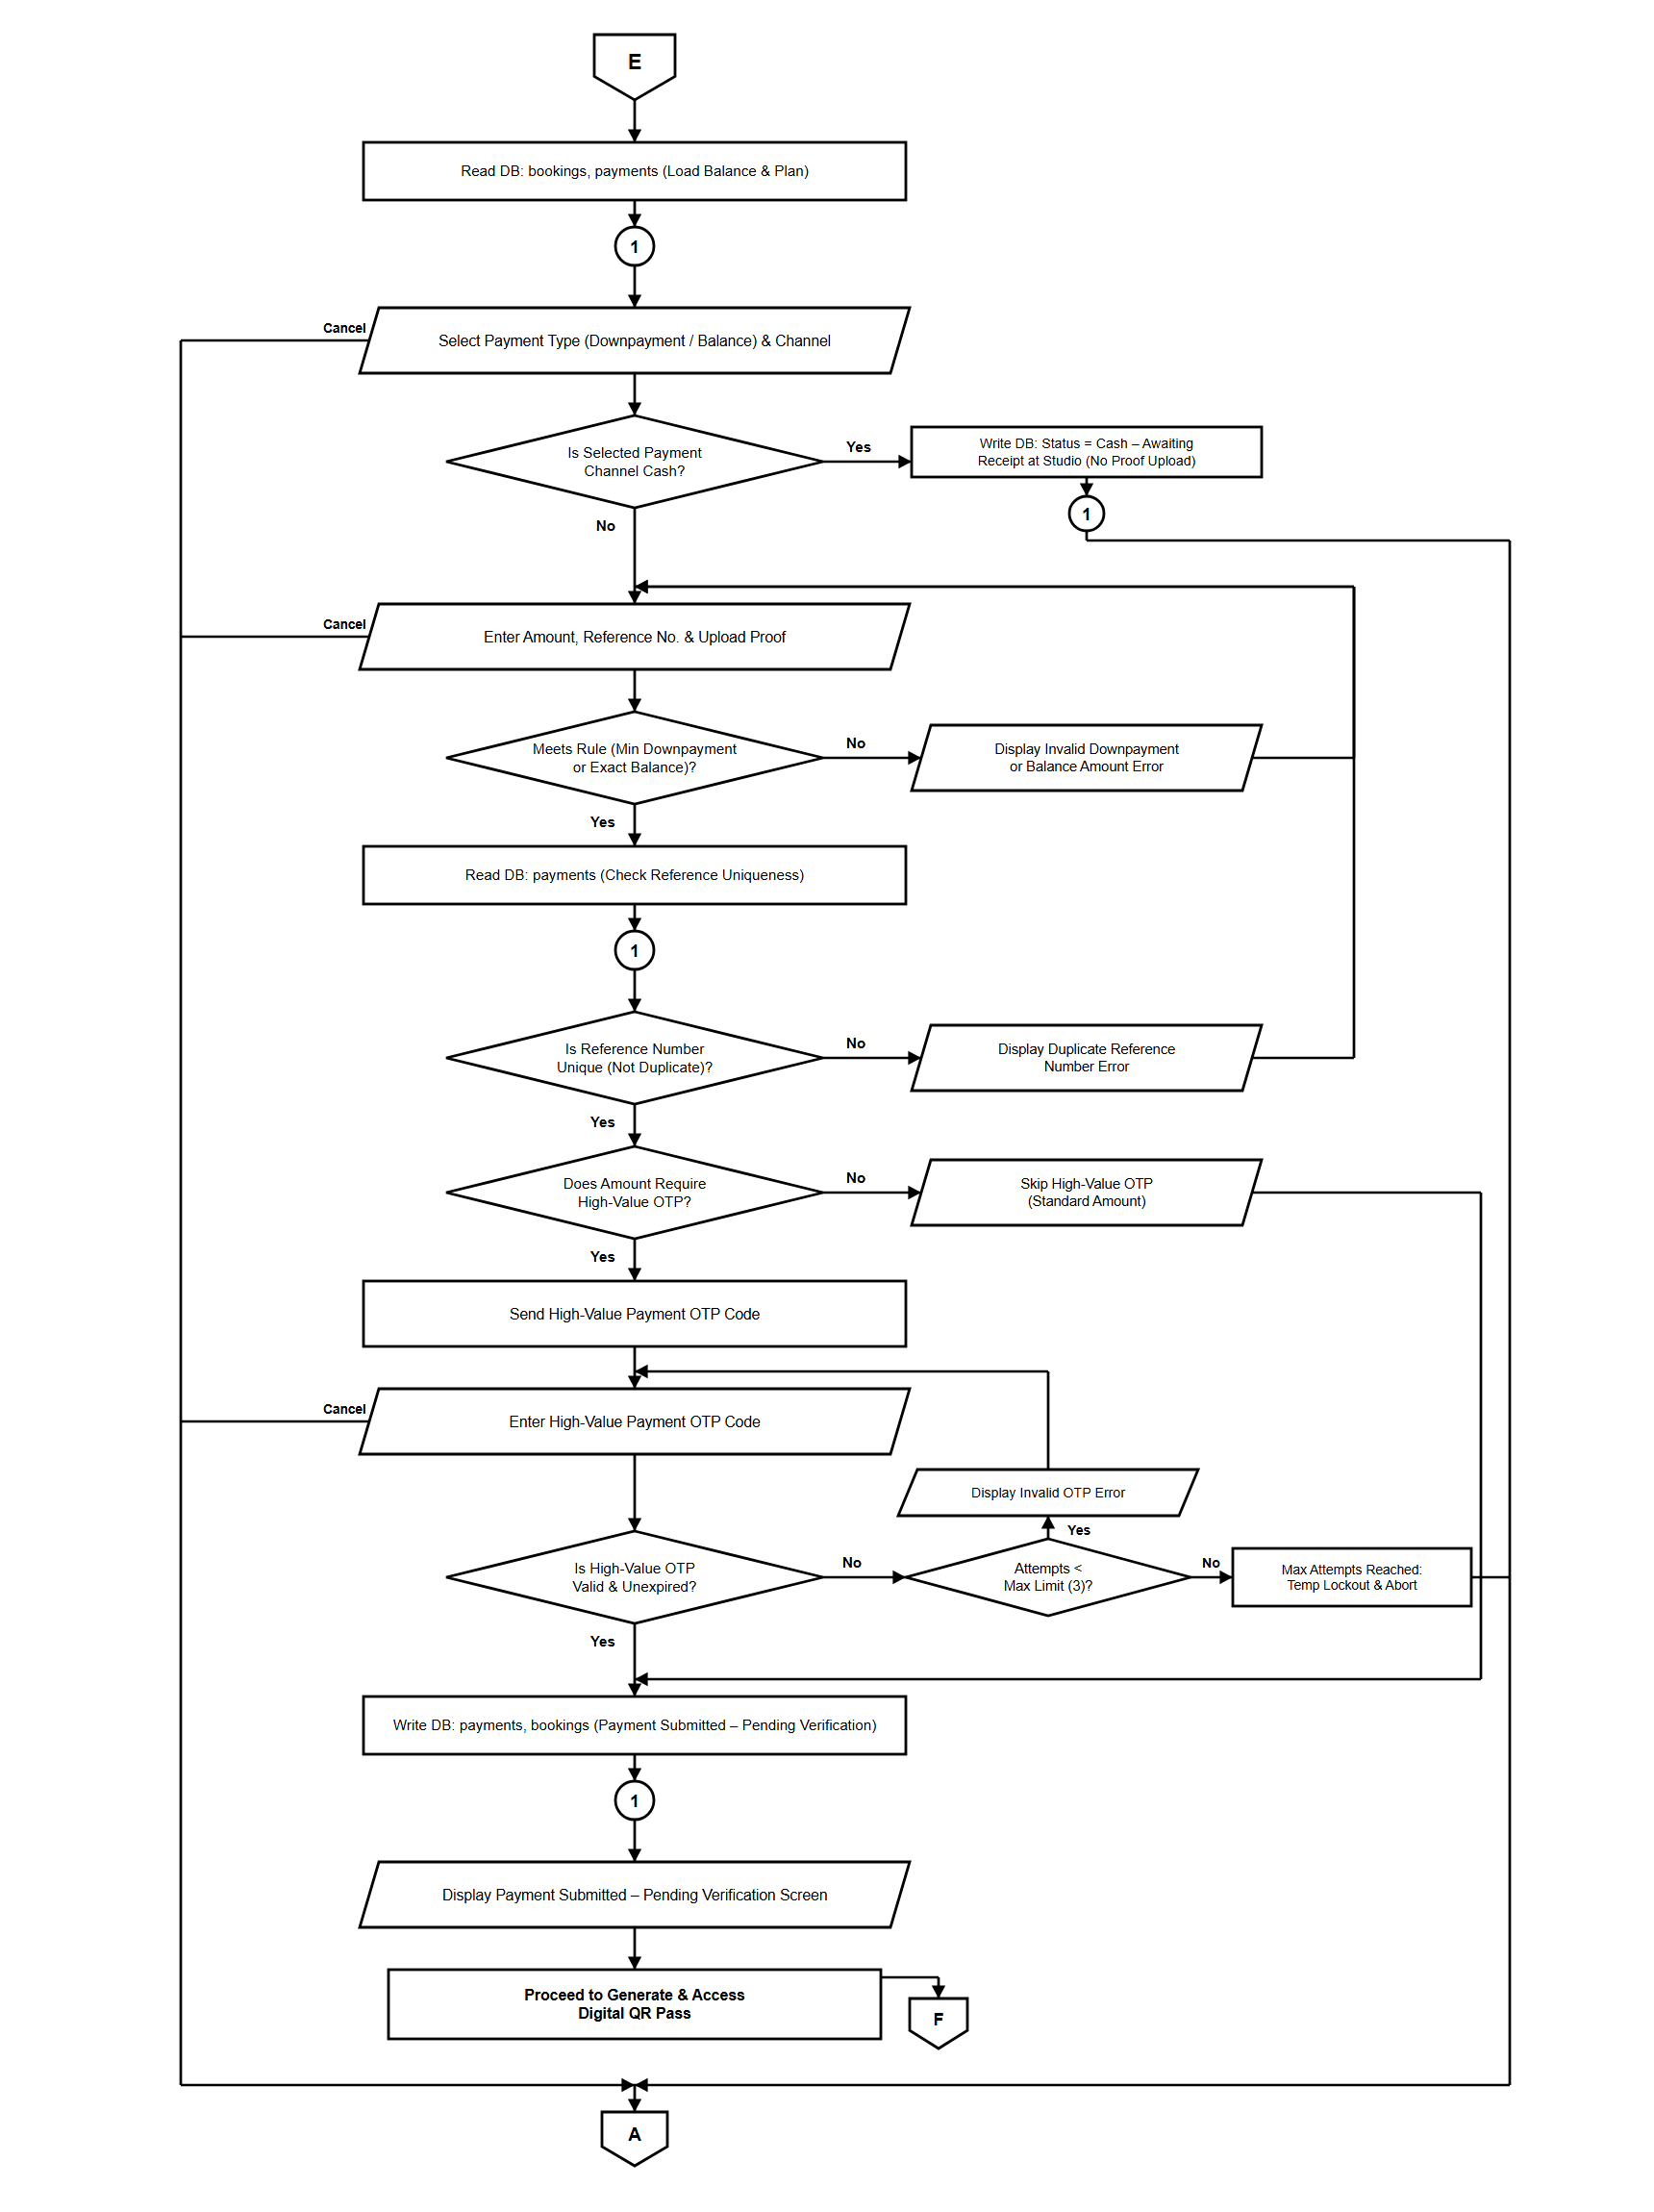 E
Read DB: bookings, payments (Load Balance & Plan)
1
Cancel
Select Payment Type (Downpayment / Balance) & Channel
Is Selected Payment
Channel Cash?
Yes
Write DB: Status = Cash – Awaiting
Receipt at Studio (No Proof Upload)
1
No
Cancel
Enter Amount, Reference No. & Upload Proof
Meets Rule (Min Downpayment
or Exact Balance)?
No
Display Invalid Downpayment
or Balance Amount Error
Yes
Read DB: payments (Check Reference Uniqueness)
1
Is Reference Number
Unique (Not Duplicate)?
No
Display Duplicate Reference
Number Error
Yes
Does Amount Require
High-Value OTP?
No
Skip High-Value OTP
(Standard Amount)
Yes
Send High-Value Payment OTP Code
Cancel
Enter High-Value Payment OTP Code
Display Invalid OTP Error
Yes
Is High-Value OTP
Valid & Unexpired?
No
Attempts <
Max Limit (3)?
No
Max Attempts Reached:
Temp Lockout & Abort
Yes
Write DB: payments, bookings (Payment Submitted – Pending Verification)
1
Display Payment Submitted – Pending Verification Screen
Proceed to Generate & Access
Digital QR Pass
F
A